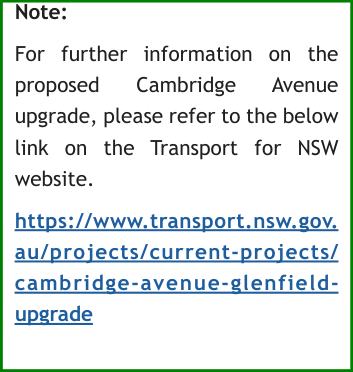 Note:
For further information on the
proposed Cambridge Avenue
upgrade, please refer to the below
link on the Transport for NSW
website.
https://www.transport.nsw.gov.
au/projects/current-projects/
cambridge-avenue-glenfield-
upgrade